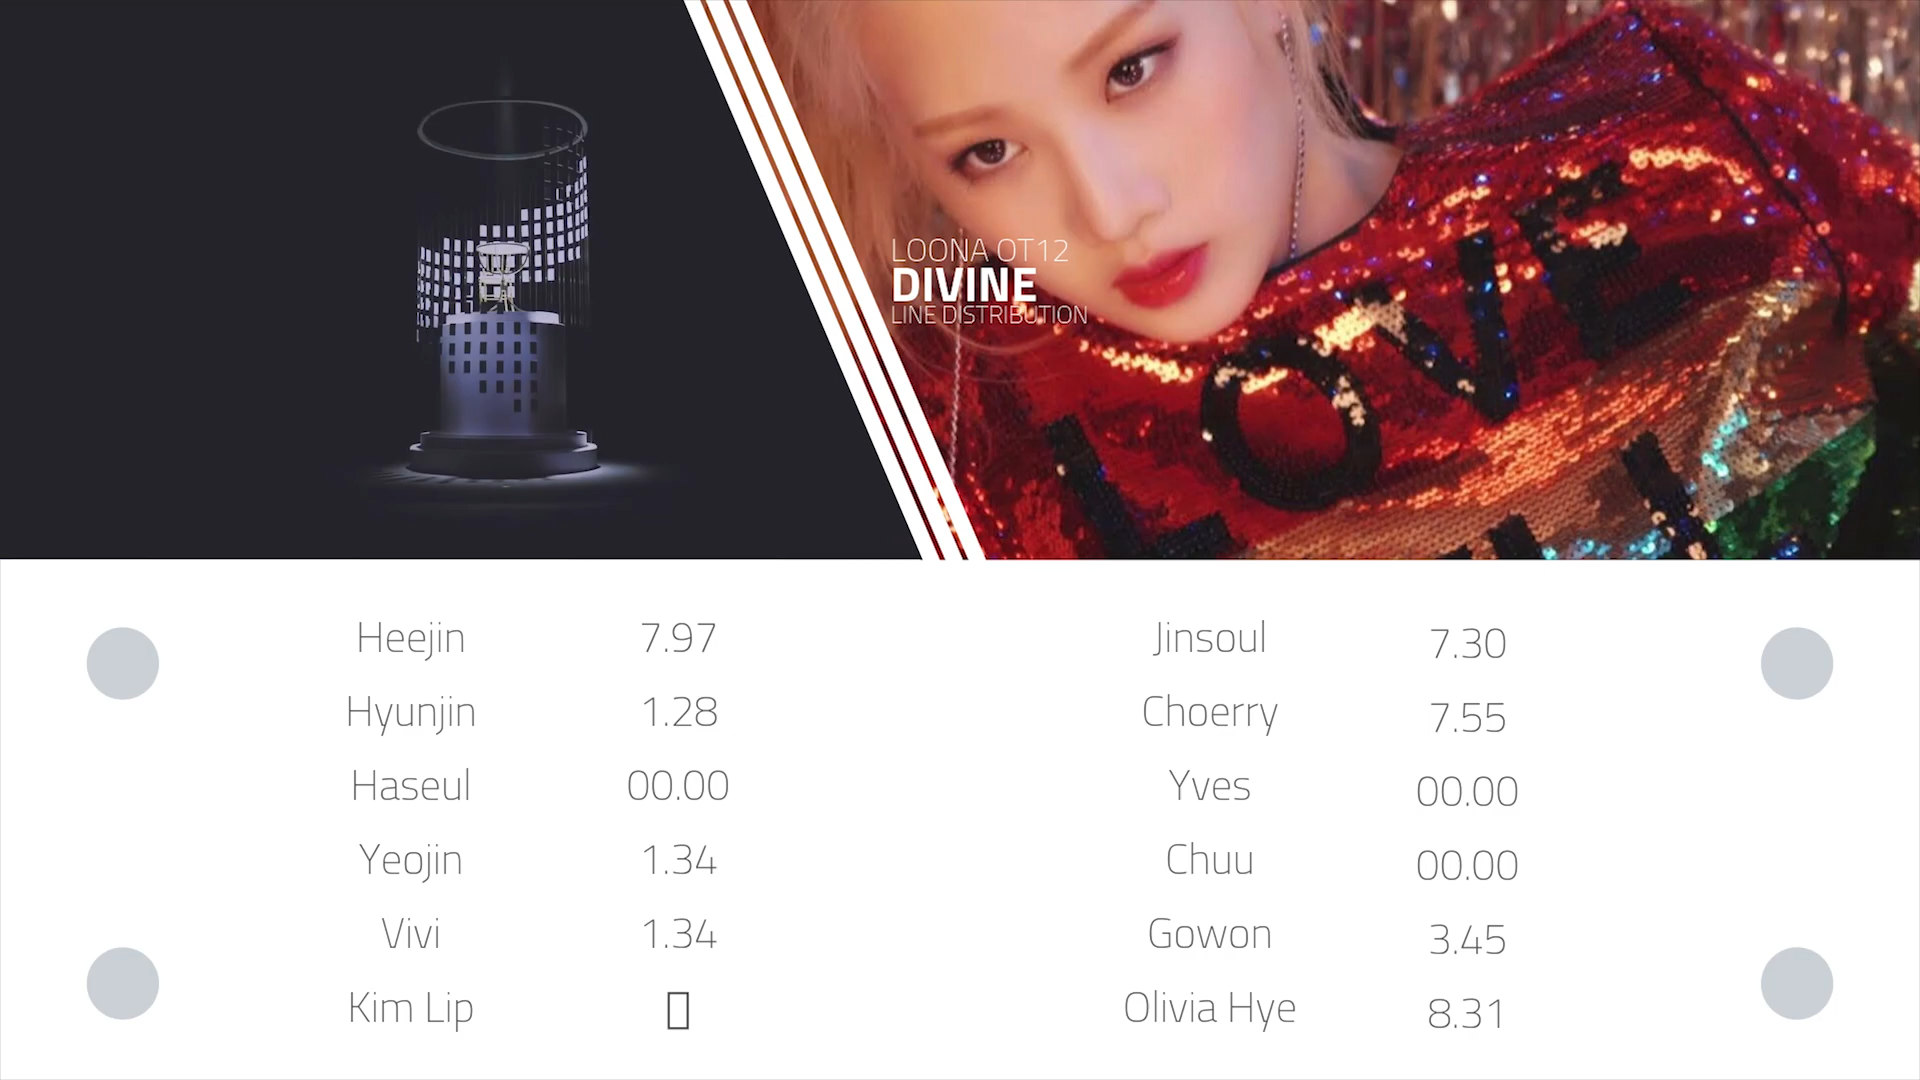 LOONA OT12
DIVINE
LINE DISTRIBUTION
LOVE
Heejin 7.97
Hyunjin 1.28
Haseul 00.00
Yeojin 1.34
Vivi 1.34
Kim Lip
Jinsoul 7.30
Choerry 7.55
Yves 00.00
Chuu 00.00
Gowon 3.45
Olivia Hye 8.31